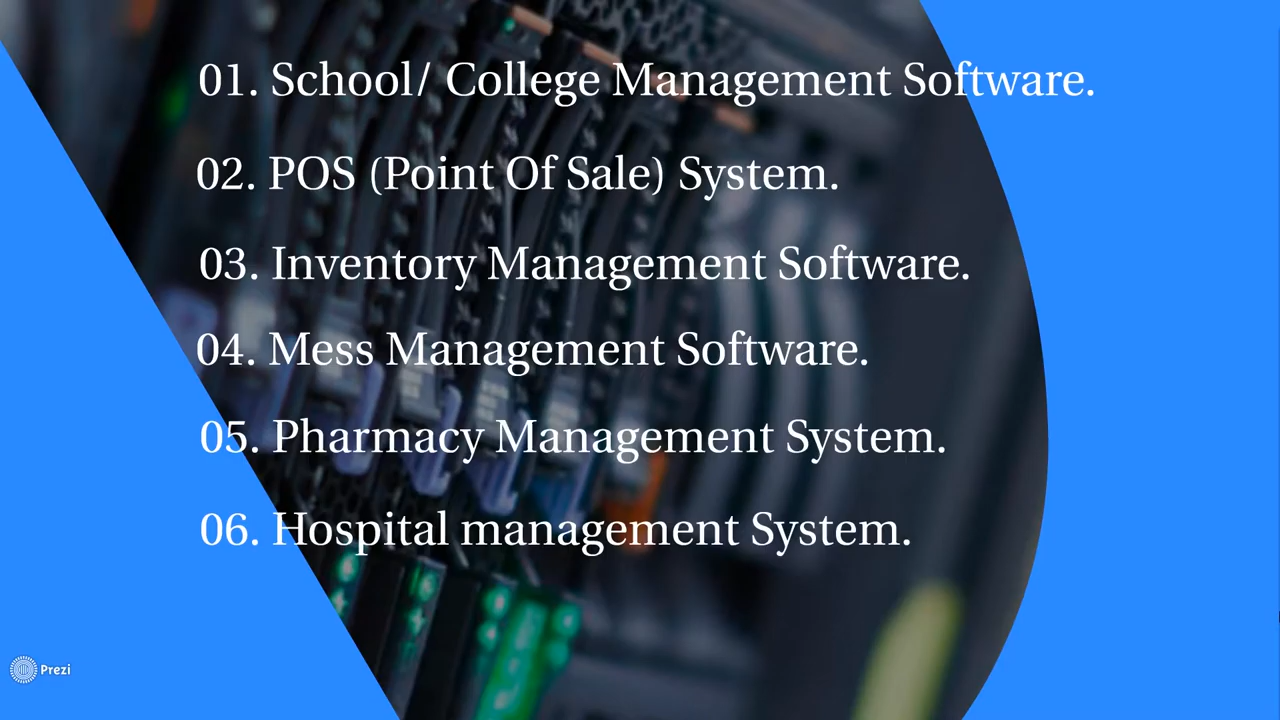 01. School/ College Management Software.
02. POS (Point Of Sale) System.
03. Inventory Management Software.
04. Mess Management Software.
05. Pharmacy Management System.
06. Hospital management System.
Prezi